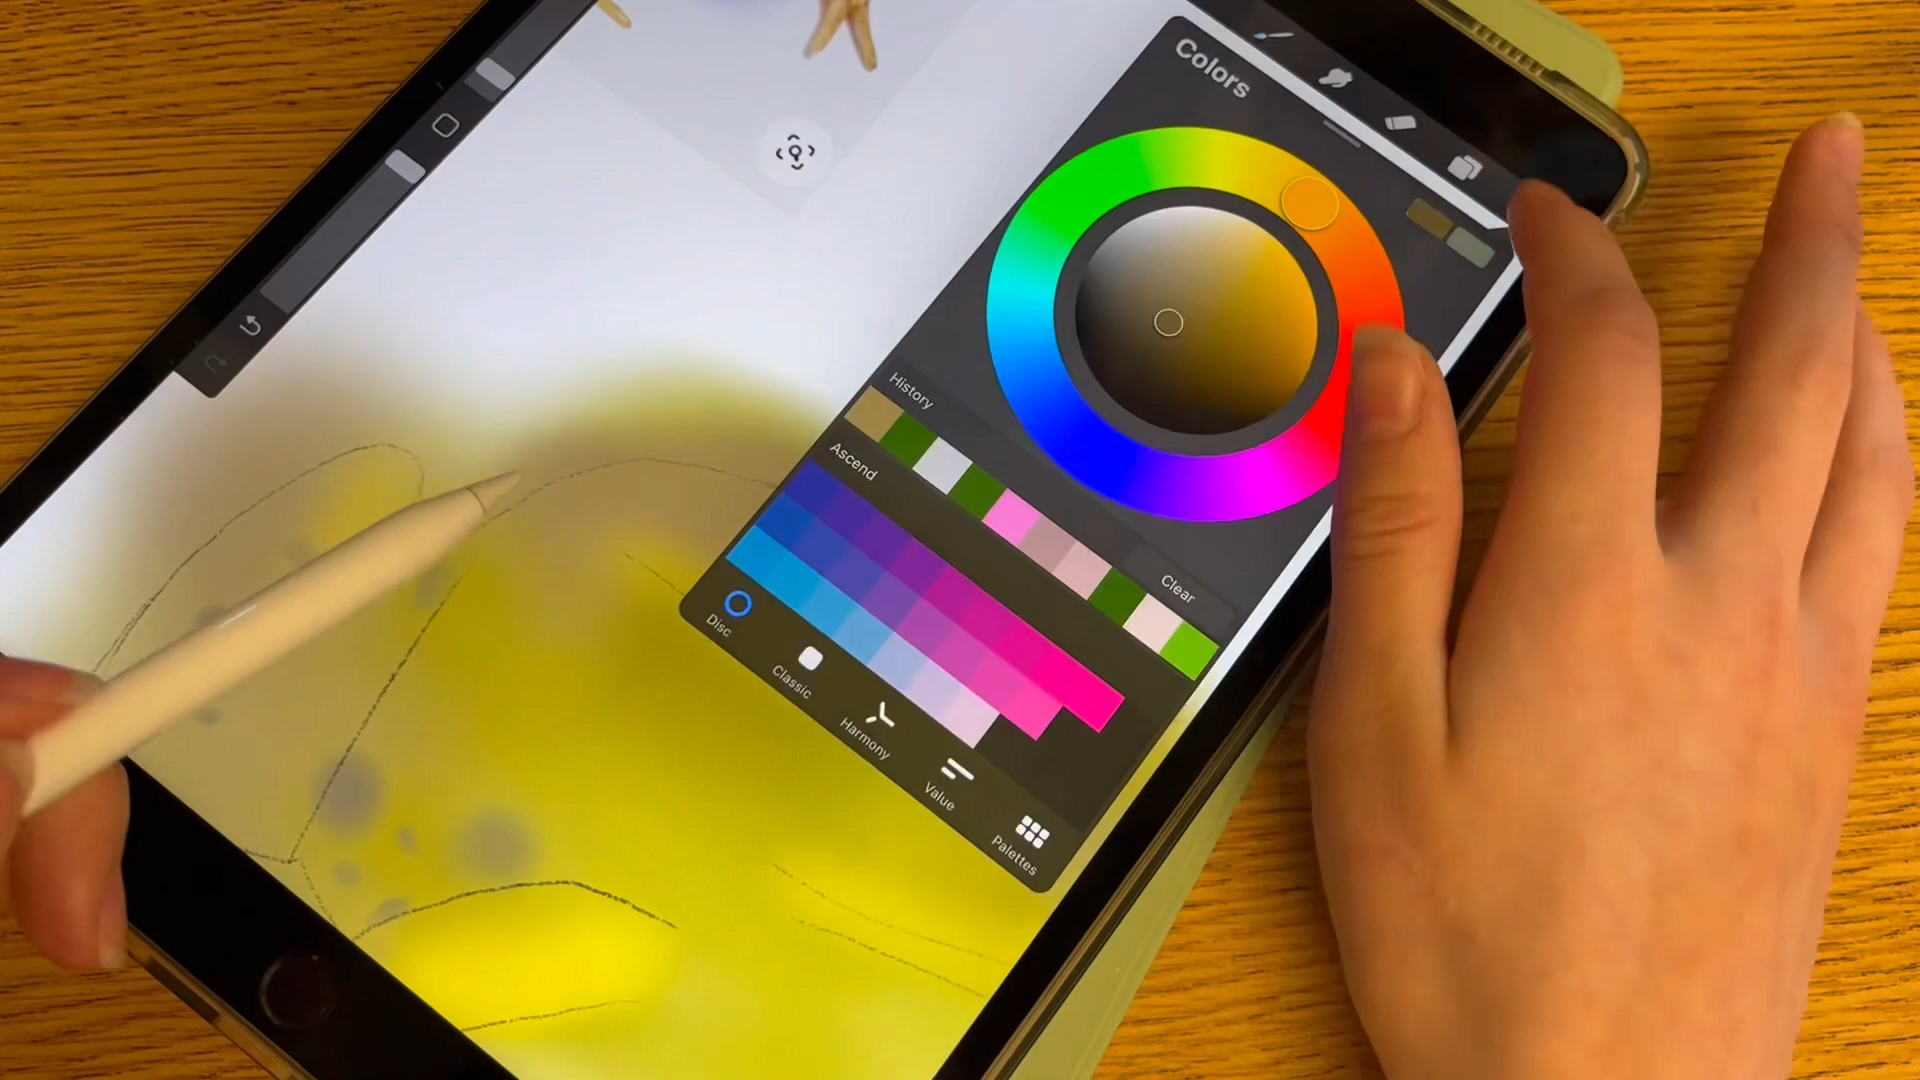 Colors
History
Clear
Ascend
Disc
Classic
Harmony
Value
Palettes